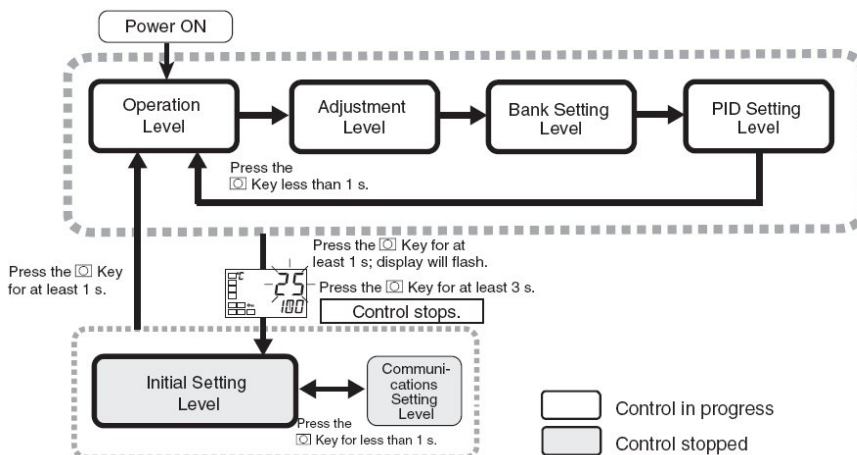 Power ON
Operation
Level
Adjustment
Level
Bank Setting
Level
PID Setting
Level
Press the
Key less than 1 s.
Press the Key
for at least 1 s.
Press the Key for at
least 1 s; display will flash.
°C
25
100
Press the Key for at least 3 s.
Control stops.
Initial Setting
Level
Communi-
cations
Setting
Level
Press the
Key for less than 1 s.
Control in progress
Control stopped